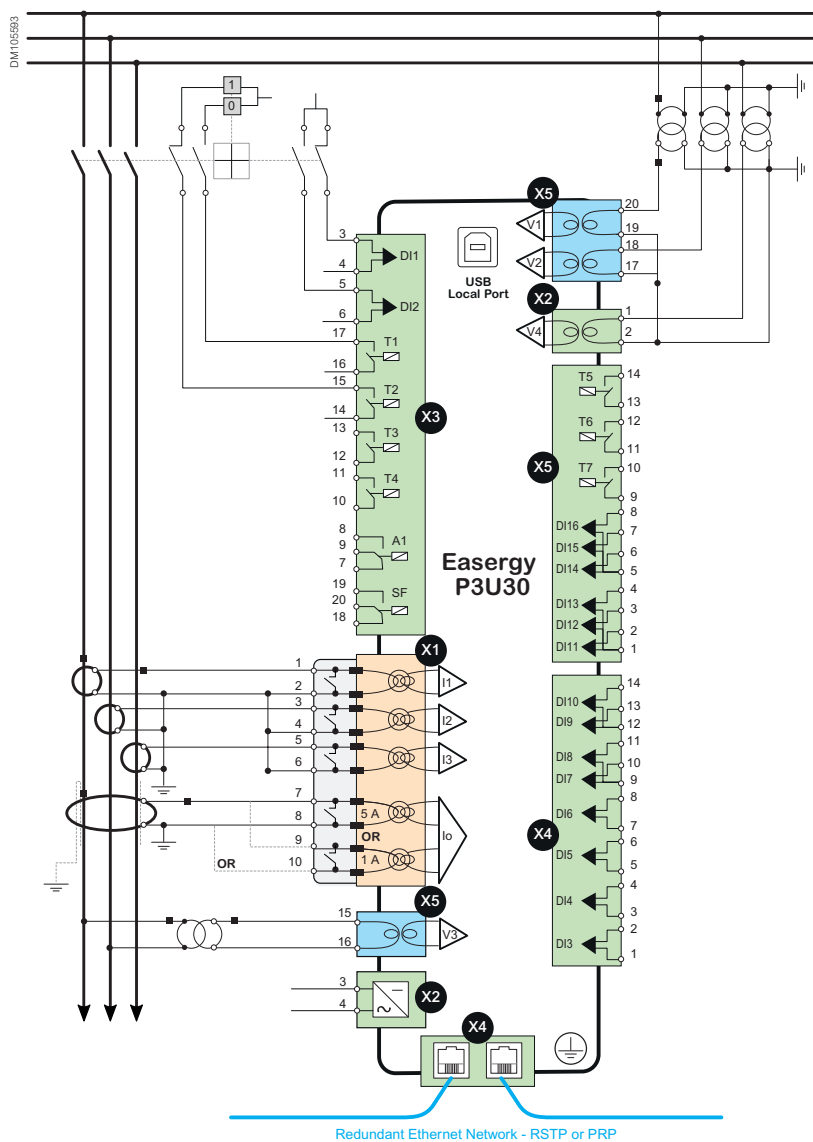 DM105593
1
0
X5
20
V1
19
18
V2
17
USB
Local Port
X2
1
V4
2
3
DI1
4
5
DI2
6
17
T1
16
15
T2
14
X3
13
T3
12
11
T4
10
8
A1
9
7
19
SF
20
18
Easergy
P3U30
T5
14
13
T6
12
11
X5
T7
10
9
8
DI16
7
DI15
6
DI14
5
4
DI13
3
DI12
2
DI11
1
X1
1
I1
2
3
I2
4
5
I3
6
7
5 A
8
OR
Io
9
1 A
10
OR
14
DI10
13
DI9
12
11
DI8
10
DI7
9
8
DI6
7
X4
6
DI5
5
4
DI4
3
2
DI3
1
X5
15
V3
16
X2
3
4
X4
Redundant Ethernet Network - RSTP or PRP